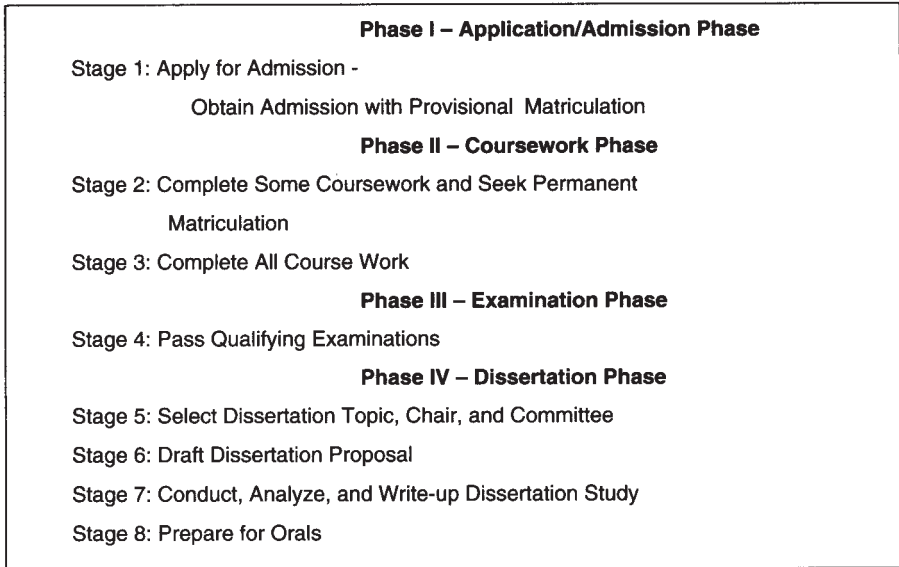 Phase I – Application/Admission Phase
Stage 1: Apply for Admission -
Obtain Admission with Provisional Matriculation
Phase II – Coursework Phase
Stage 2: Complete Some Coursework and Seek Permanent
Matriculation
Stage 3: Complete All Course Work
Phase III – Examination Phase
Stage 4: Pass Qualifying Examinations
Phase IV – Dissertation Phase
Stage 5: Select Dissertation Topic, Chair, and Committee
Stage 6: Draft Dissertation Proposal
Stage 7: Conduct, Analyze, and Write-up Dissertation Study
Stage 8: Prepare for Orals